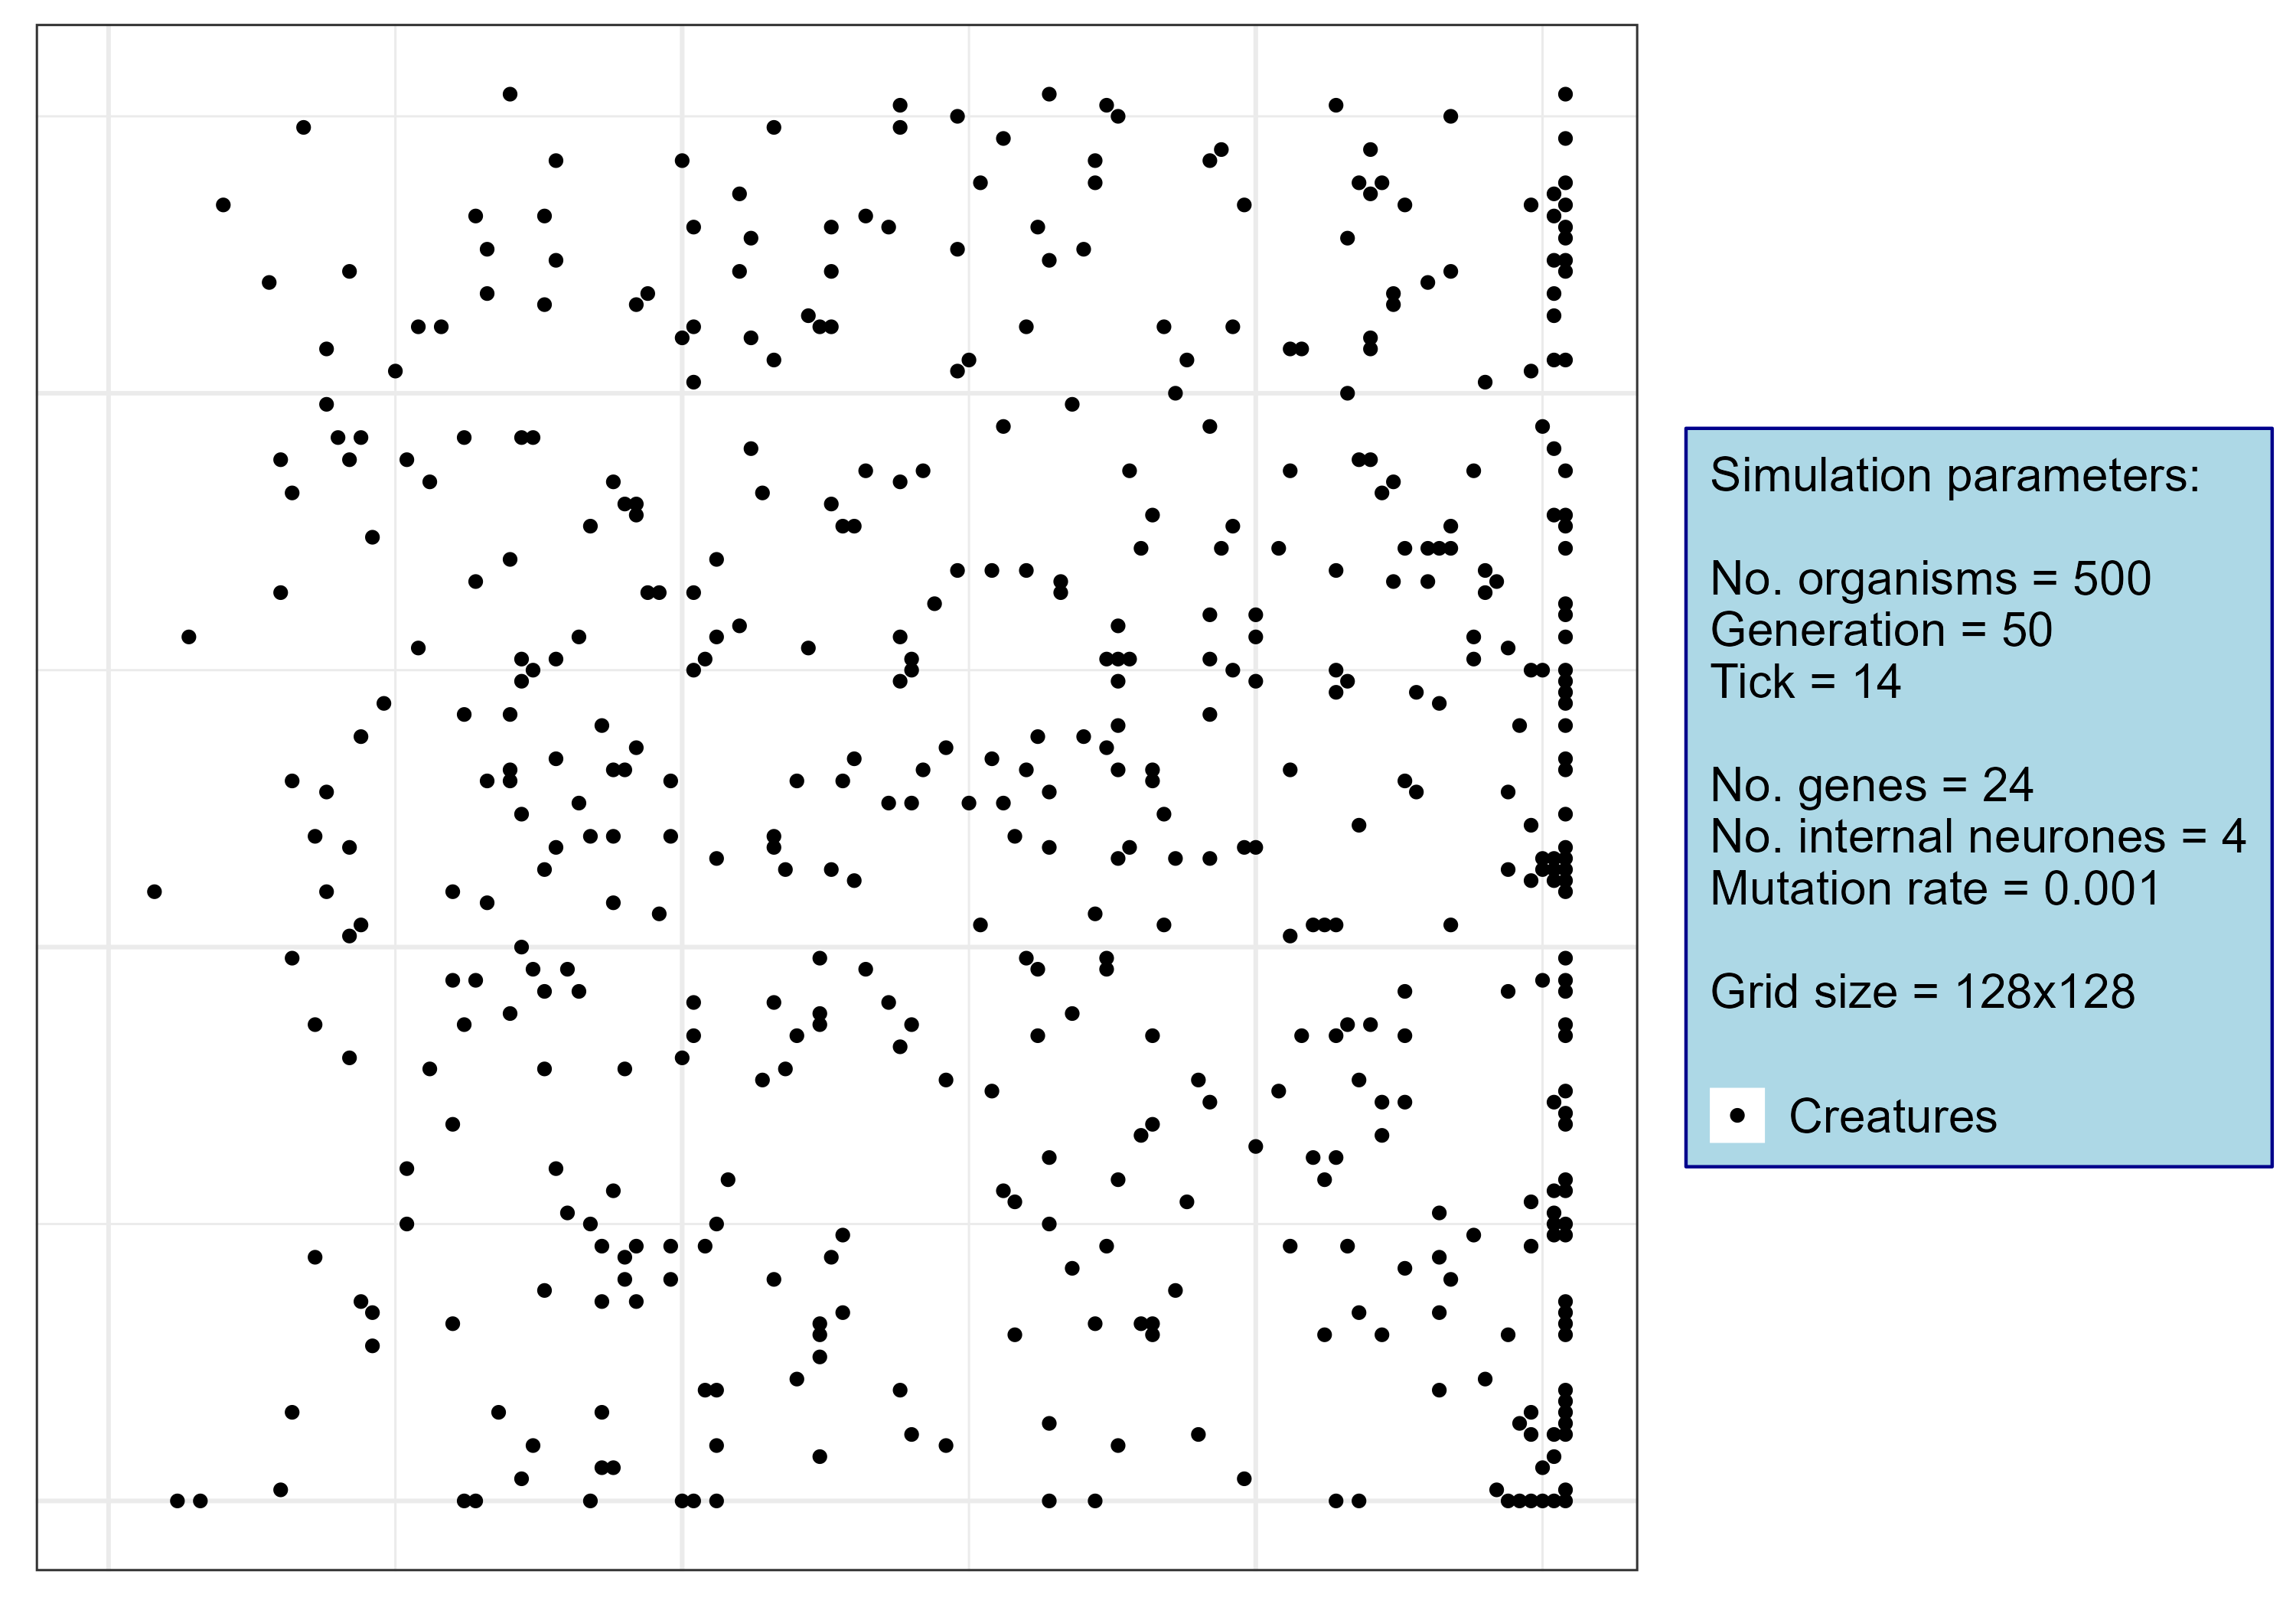 Simulation parameters:
No. organisms = 500
Generation = 50
Tick = 14
No. genes = 24
No. internal neurones = 4
Mutation rate = 0.001
Grid size = 128x128
Creatures